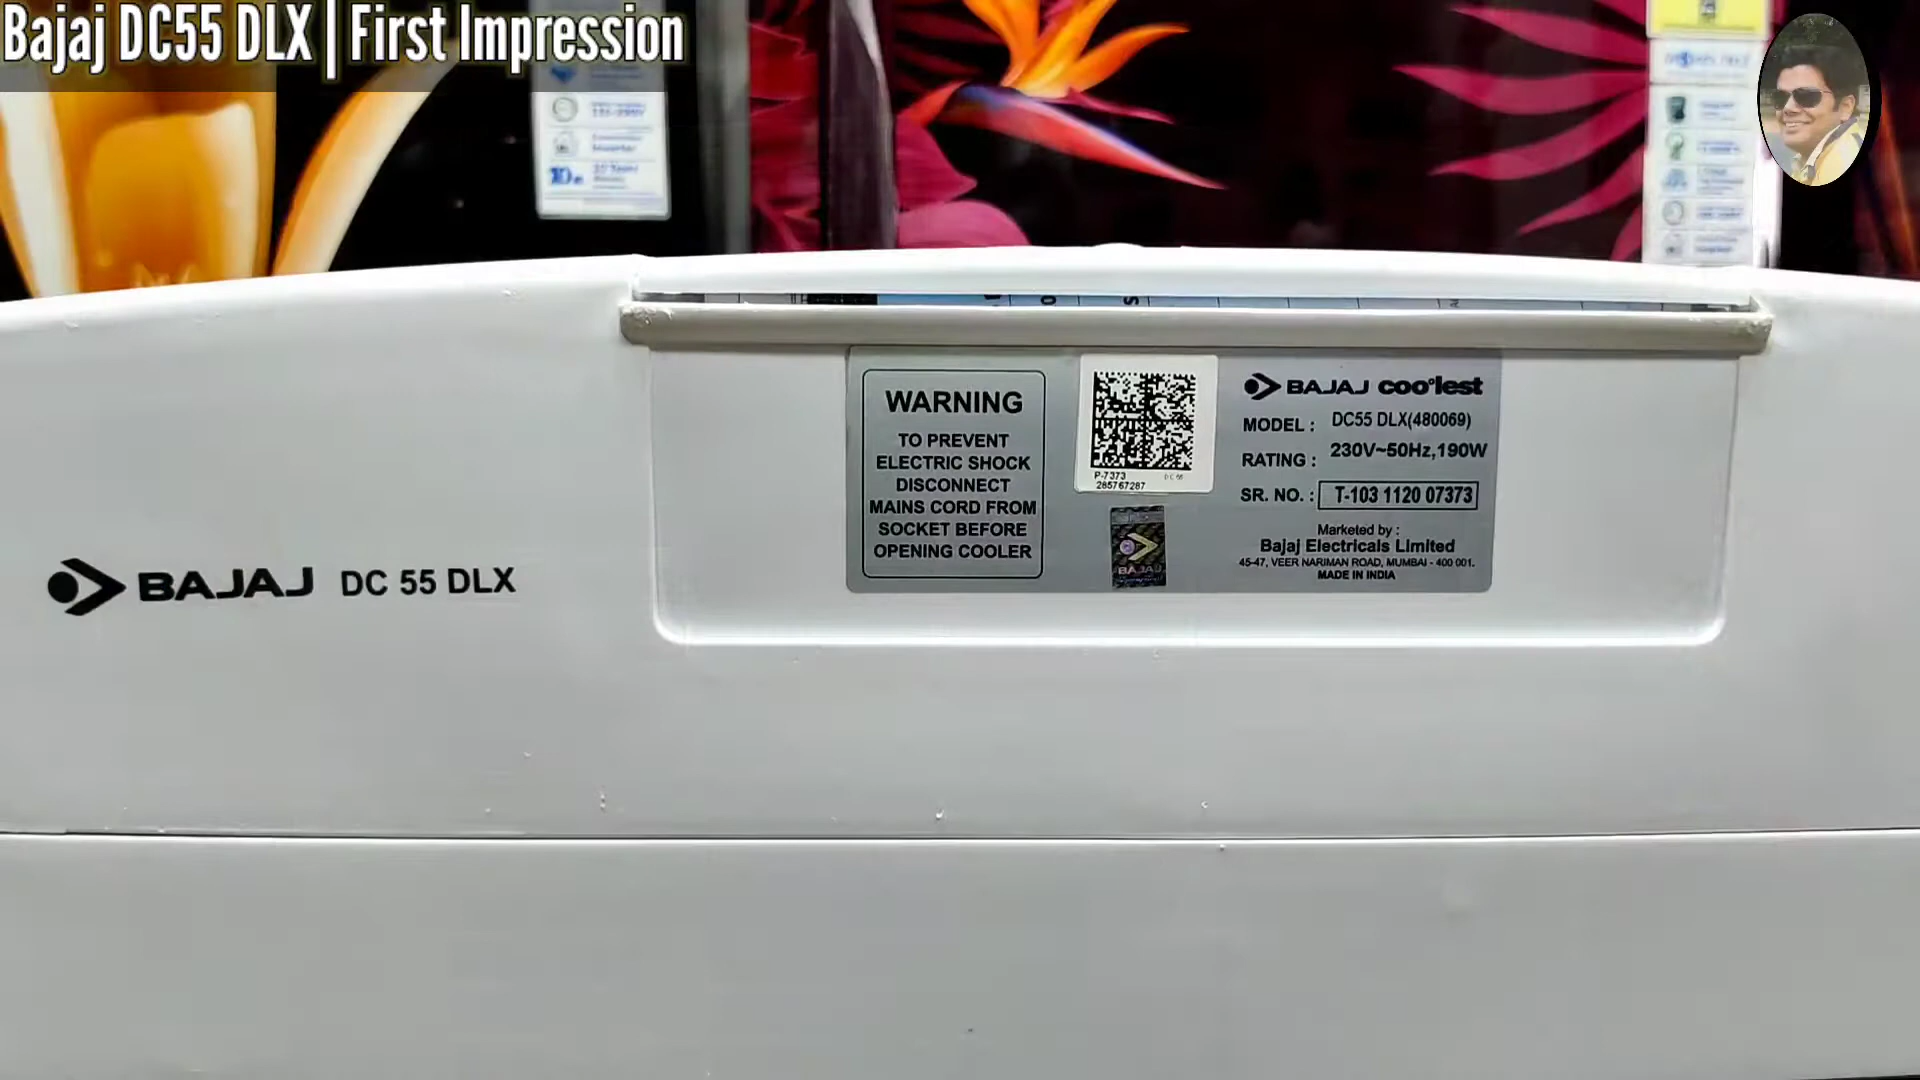 Bajaj DC55 DLX | First Impression
WARNING
TO PREVENT
ELECTRIC SHOCK
DISCONNECT
MAINS CORD FROM
SOCKET BEFORE
OPENING COOLER
P-7373
285767287
BAJAJ
BAJAJ coo°lest
MODEL : DC55 DLX(480069)
RATING : 230V~50Hz,190W
SR. NO. : T-103 1120 07373
Marketed by :
Bajaj Electricals Limited
45-47, VEER NARIMAN ROAD, MUMBAI - 400 001.
MADE IN INDIA
BAJAJ DC 55 DLX